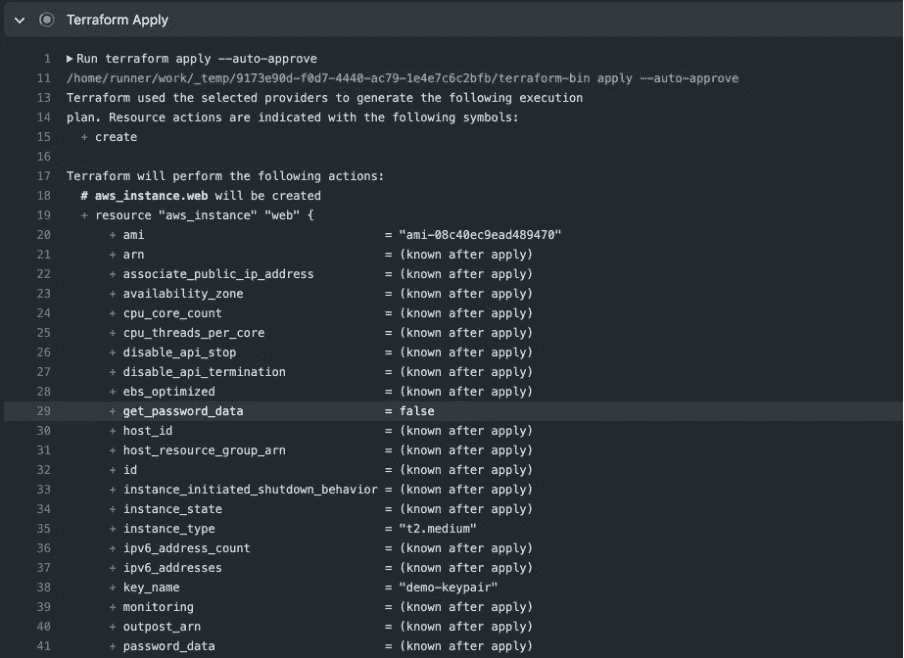 Terraform Apply
1 Run terraform apply --auto-approve
11 /home/runner/work/_temp/9173e90d-f0d7-4440-ac79-1e4e7c6c2bfb/terraform-bin apply --auto-approve
13 Terraform used the selected providers to generate the following execution
14 plan. Resource actions are indicated with the following symbols:
15 + create
16
17 Terraform will perform the following actions:
18 # aws_instance.web will be created
19 + resource "aws_instance" "web" {
20 + ami = "ami-08c40ec9ead489470"
21 + arn = (known after apply)
22 + associate_public_ip_address = (known after apply)
23 + availability_zone = (known after apply)
24 + cpu_core_count = (known after apply)
25 + cpu_threads_per_core = (known after apply)
26 + disable_api_stop = (known after apply)
27 + disable_api_termination = (known after apply)
28 + ebs_optimized = (known after apply)
29 + get_password_data = false
30 + host_id = (known after apply)
31 + host_resource_group_arn = (known after apply)
32 + id = (known after apply)
33 + instance_initiated_shutdown_behavior = (known after apply)
34 + instance_state = (known after apply)
35 + instance_type = "t2.medium"
36 + ipv6_address_count = (known after apply)
37 + ipv6_addresses = (known after apply)
38 + key_name = "demo-keypair"
39 + monitoring = (known after apply)
40 + outpost_arn = (known after apply)
41 + password_data = (known after apply)